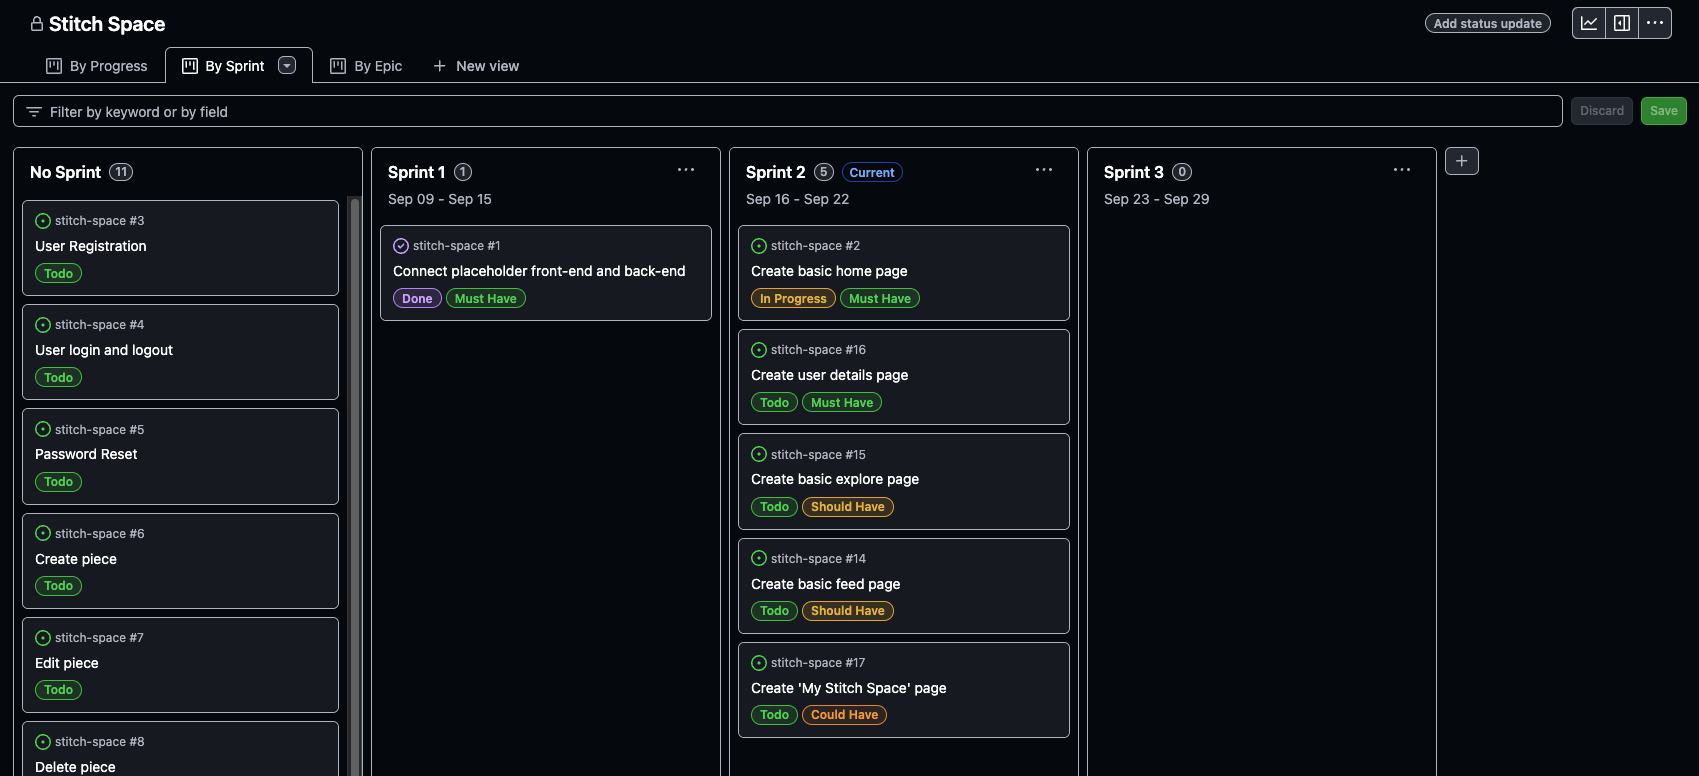 Stitch Space
Add status update
By Progress
By Sprint
By Epic
New view
Filter by keyword or by field
Discard
Save
No Sprint 11
stitch-space #3
User Registration
Todo
stitch-space #4
User login and logout
Todo
stitch-space #5
Password Reset
Todo
stitch-space #6
Create piece
Todo
stitch-space #7
Edit piece
Todo
stitch-space #8
Delete piece
Sprint 1 1
Sep 09 - Sep 15
stitch-space #1
Connect placeholder front-end and back-end
Done Must Have
Sprint 2 5 Current
Sep 16 - Sep 22
stitch-space #2
Create basic home page
In Progress Must Have
stitch-space #16
Create user details page
Todo Must Have
stitch-space #15
Create basic explore page
Todo Should Have
stitch-space #14
Create basic feed page
Todo Should Have
stitch-space #17
Create 'My Stitch Space' page
Todo Could Have
Sprint 3 0
Sep 23 - Sep 29